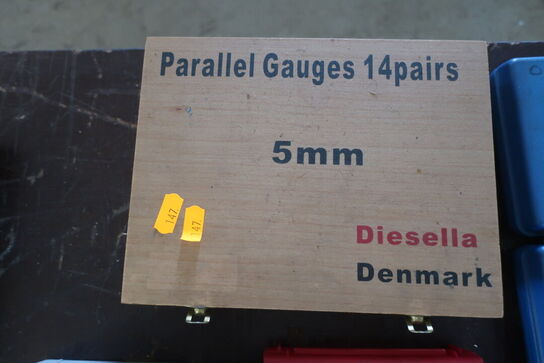 Parallel Gauges 14pairs
5mm
147
147
Diesella
Denmark